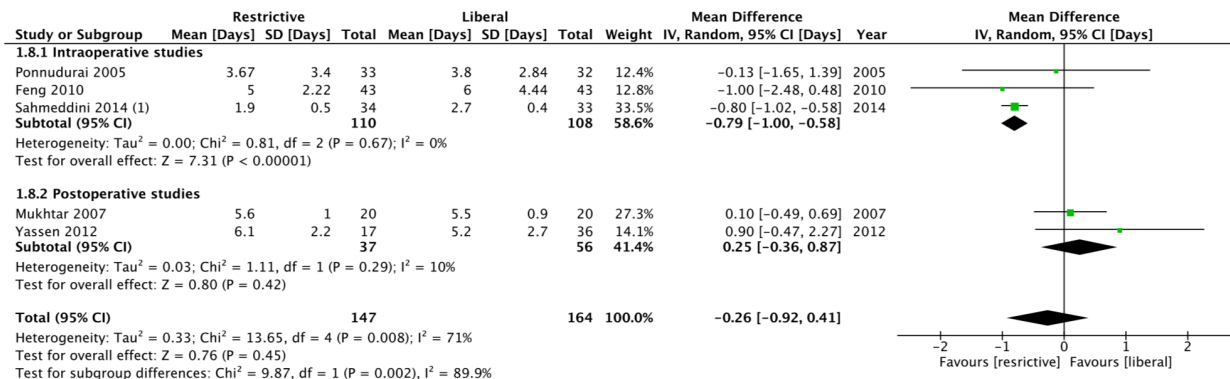 Restrictive Liberal Mean Difference Mean Difference
Study or Subgroup Mean [Days] SD [Days] Total Mean [Days] SD [Days] Total Weight IV, Random, 95% CI [Days] Year IV, Random, 95% CI [Days]
1.8.1 Intraoperative studies
Ponnudurai 2005 3.67 3.4 33 3.8 2.84 32 12.4% -0.13 [-1.65, 1.39] 2005
Feng 2010 5 2.22 43 6 4.44 43 12.8% -1.00 [-2.48, 0.48] 2010
Sahmeddini 2014 (1) 1.9 0.5 34 2.7 0.4 33 33.5% -0.80 [-1.02, -0.58] 2014
Subtotal (95% CI) 110 108 58.6% -0.79 [-1.00, -0.58]
Heterogeneity: Tau² = 0.00; Chi² = 0.81, df = 2 (P = 0.67); I² = 0%
Test for overall effect: Z = 7.31 (P < 0.00001)
1.8.2 Postoperative studies
Mukhtar 2007 5.6 1 20 5.5 0.9 20 27.3% 0.10 [-0.49, 0.69] 2007
Yassen 2012 6.1 2.2 17 5.2 2.7 36 14.1% 0.90 [-0.47, 2.27] 2012
Subtotal (95% CI) 37 56 41.4% 0.25 [-0.36, 0.87]
Heterogeneity: Tau² = 0.03; Chi² = 1.11, df = 1 (P = 0.29); I² = 10%
Test for overall effect: Z = 0.80 (P = 0.42)
Total (95% CI) 147 164 100.0% -0.26 [-0.92, 0.41]
Heterogeneity: Tau² = 0.33; Chi² = 13.65, df = 4 (P = 0.008); I² = 71%
Test for overall effect: Z = 0.76 (P = 0.45)
Test for subgroup differences: Chi² = 9.87, df = 1 (P = 0.002), I² = 89.9%
-2 -1 0 1 2
Favours [resrictive] Favours [liberal]